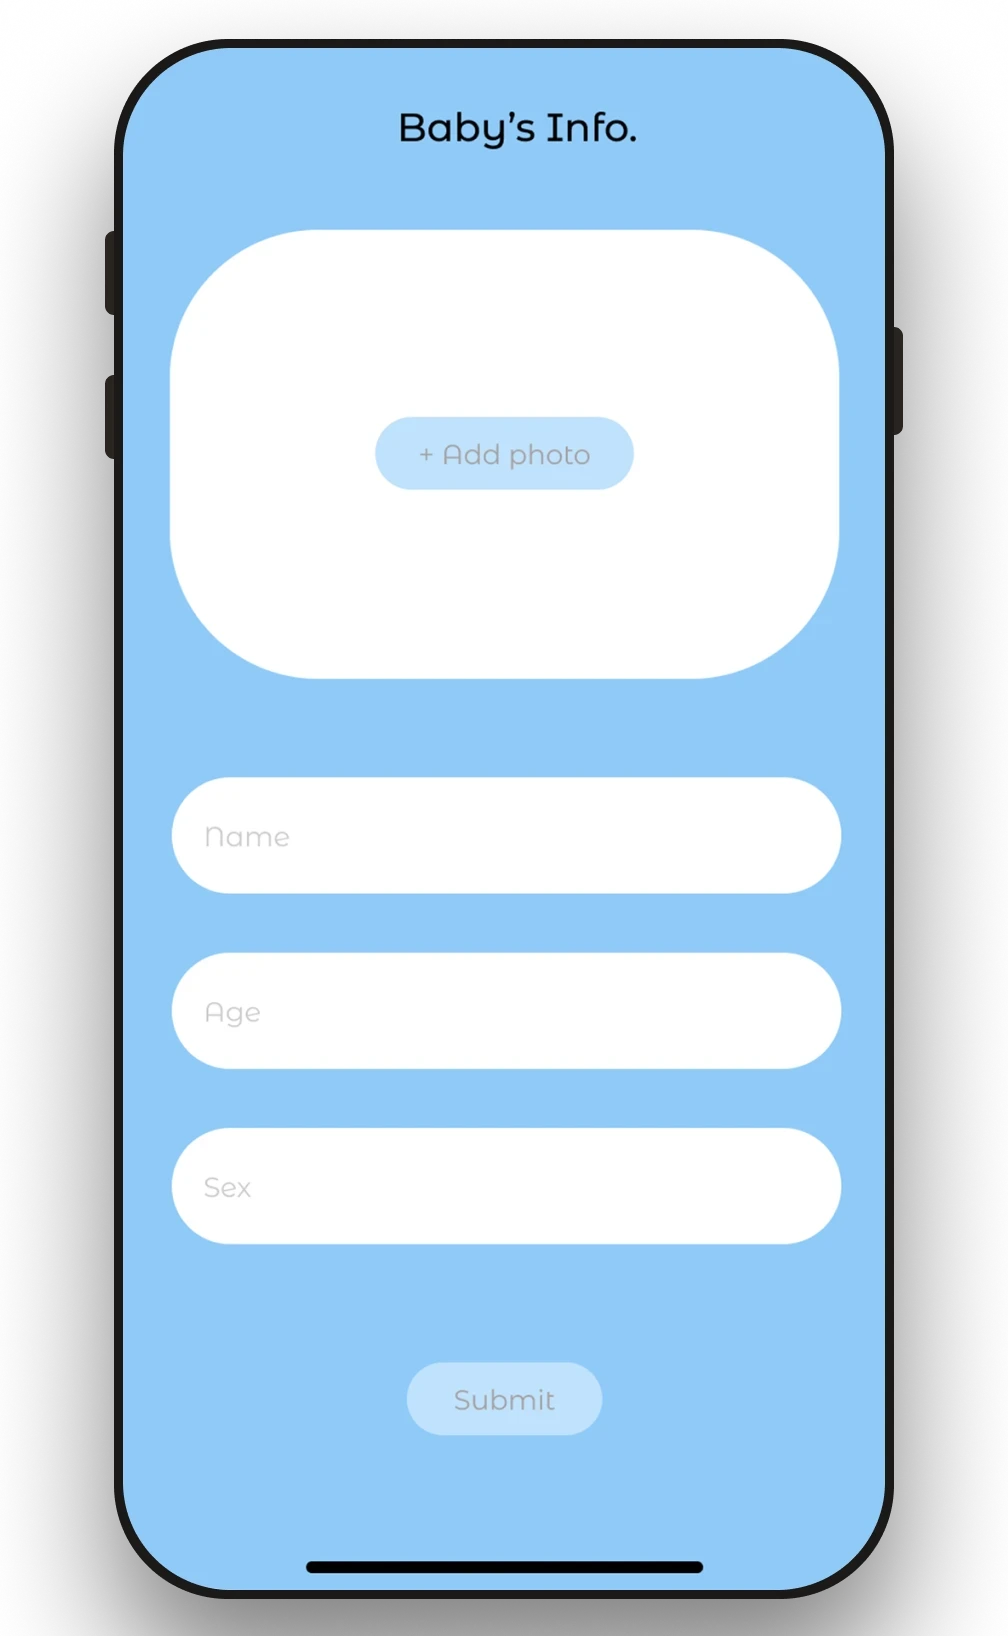 Baby’s Info.
+ Add photo
Name
Age
Sex
Submit